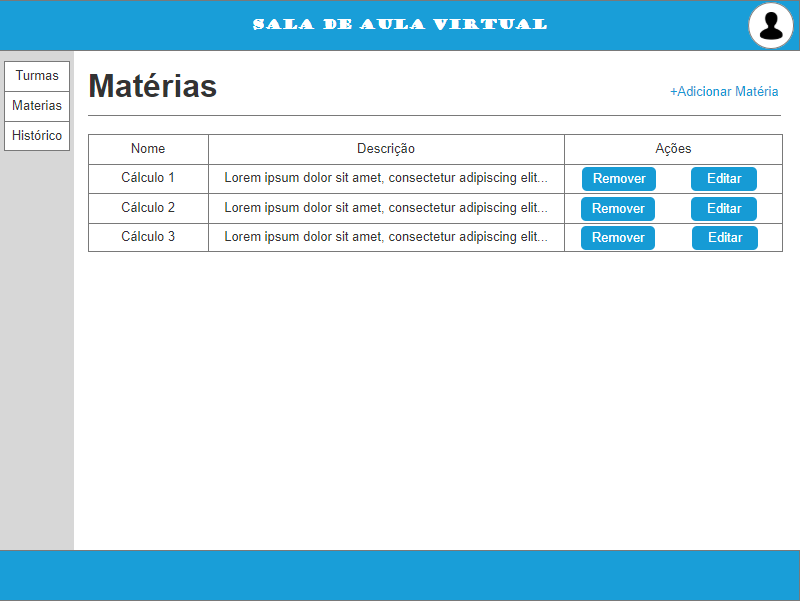 SALA DE AULA VIRTUAL
Turmas
Materias
Histórico
Matérias
+Adicionar Matéria
Nome Descrição Ações
Cálculo 1 Lorem ipsum dolor sit amet, consectetur adipiscing elit... Remover Editar
Cálculo 2 Lorem ipsum dolor sit amet, consectetur adipiscing elit... Remover Editar
Cálculo 3 Lorem ipsum dolor sit amet, consectetur adipiscing elit... Remover Editar